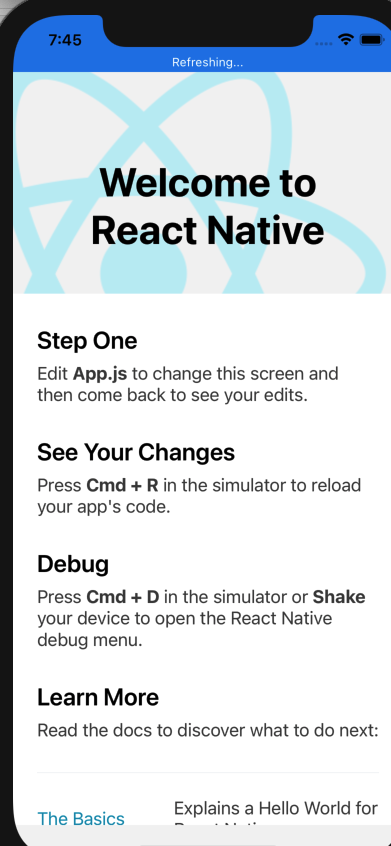 7:45
Refreshing...
Welcome to
React Native
Step One
Edit App.js to change this screen and
then come back to see your edits.
See Your Changes
Press Cmd + R in the simulator to reload
your app's code.
Debug
Press Cmd + D in the simulator or Shake
your device to open the React Native
debug menu.
Learn More
Read the docs to discover what to do next:
The Basics
Explains a Hello World for